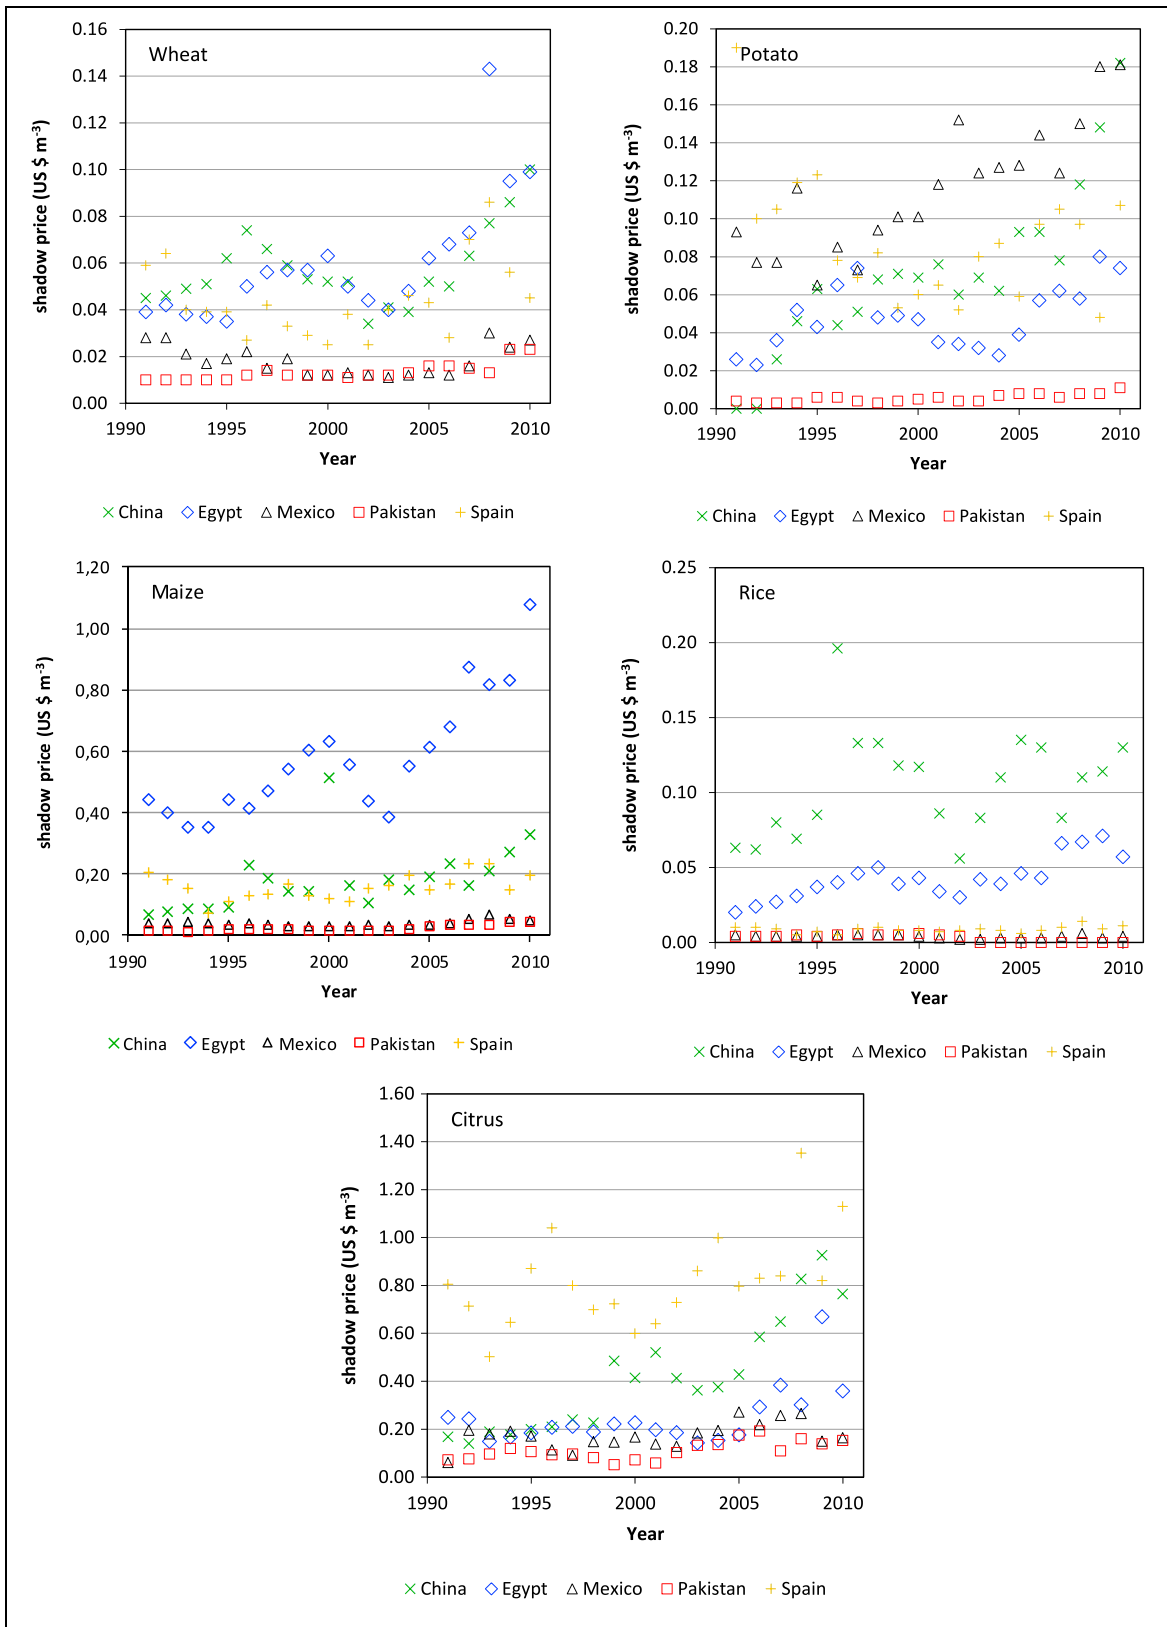 Wheat
shadow price (US $ m-3)
0.16
0.14
0.12
0.10
0.08
0.06
0.04
0.02
0.00
1990 1995 2000 2005 2010
Year
China Egypt Mexico Pakistan Spain
Potato
shadow price (US $ m-3)
0.20
0.18
0.16
0.14
0.12
0.10
0.08
0.06
0.04
0.02
0.00
1990 1995 2000 2005 2010
Year
China Egypt Mexico Pakistan Spain
Maize
shadow price (US $ m-3)
1,20
1,00
0,80
0,60
0,40
0,20
0,00
1990 1995 2000 2005 2010
Year
China Egypt Mexico Pakistan Spain
Rice
shadow price (US $ m-3)
0.25
0.20
0.15
0.10
0.05
0.00
1990 1995 2000 2005 2010
Year
China Egypt Mexico Pakistan Spain
Citrus
shadow price (US $ m-3)
1.60
1.40
1.20
1.00
0.80
0.60
0.40
0.20
0.00
1990 1995 2000 2005 2010
Year
China Egypt Mexico Pakistan Spain